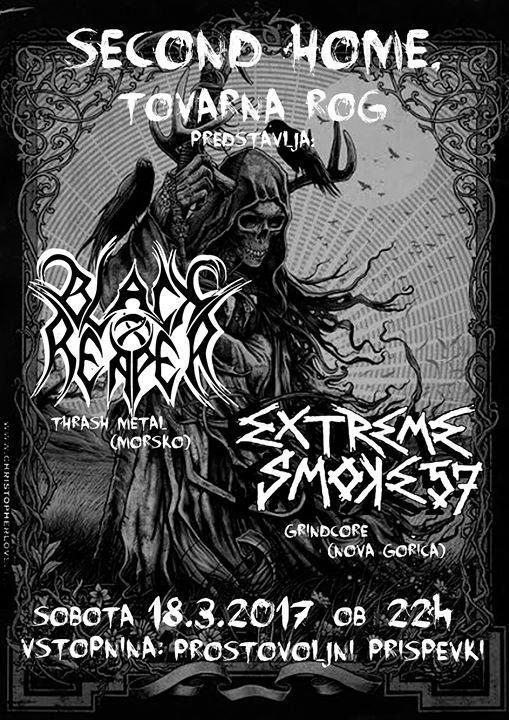 SECOND HOME,
TOVARNA ROG
PREDSTAVLJA:
BLACK
REAPER
THRASH METAL
(MORSKO)
EXTREME
SMOKE 57
GRINDCORE
(NOVA GORICA)
SOBOTA 18.3.2017 OB 22h
VSTOPNINA: PROSTOVOLJNI PRISPEVKI